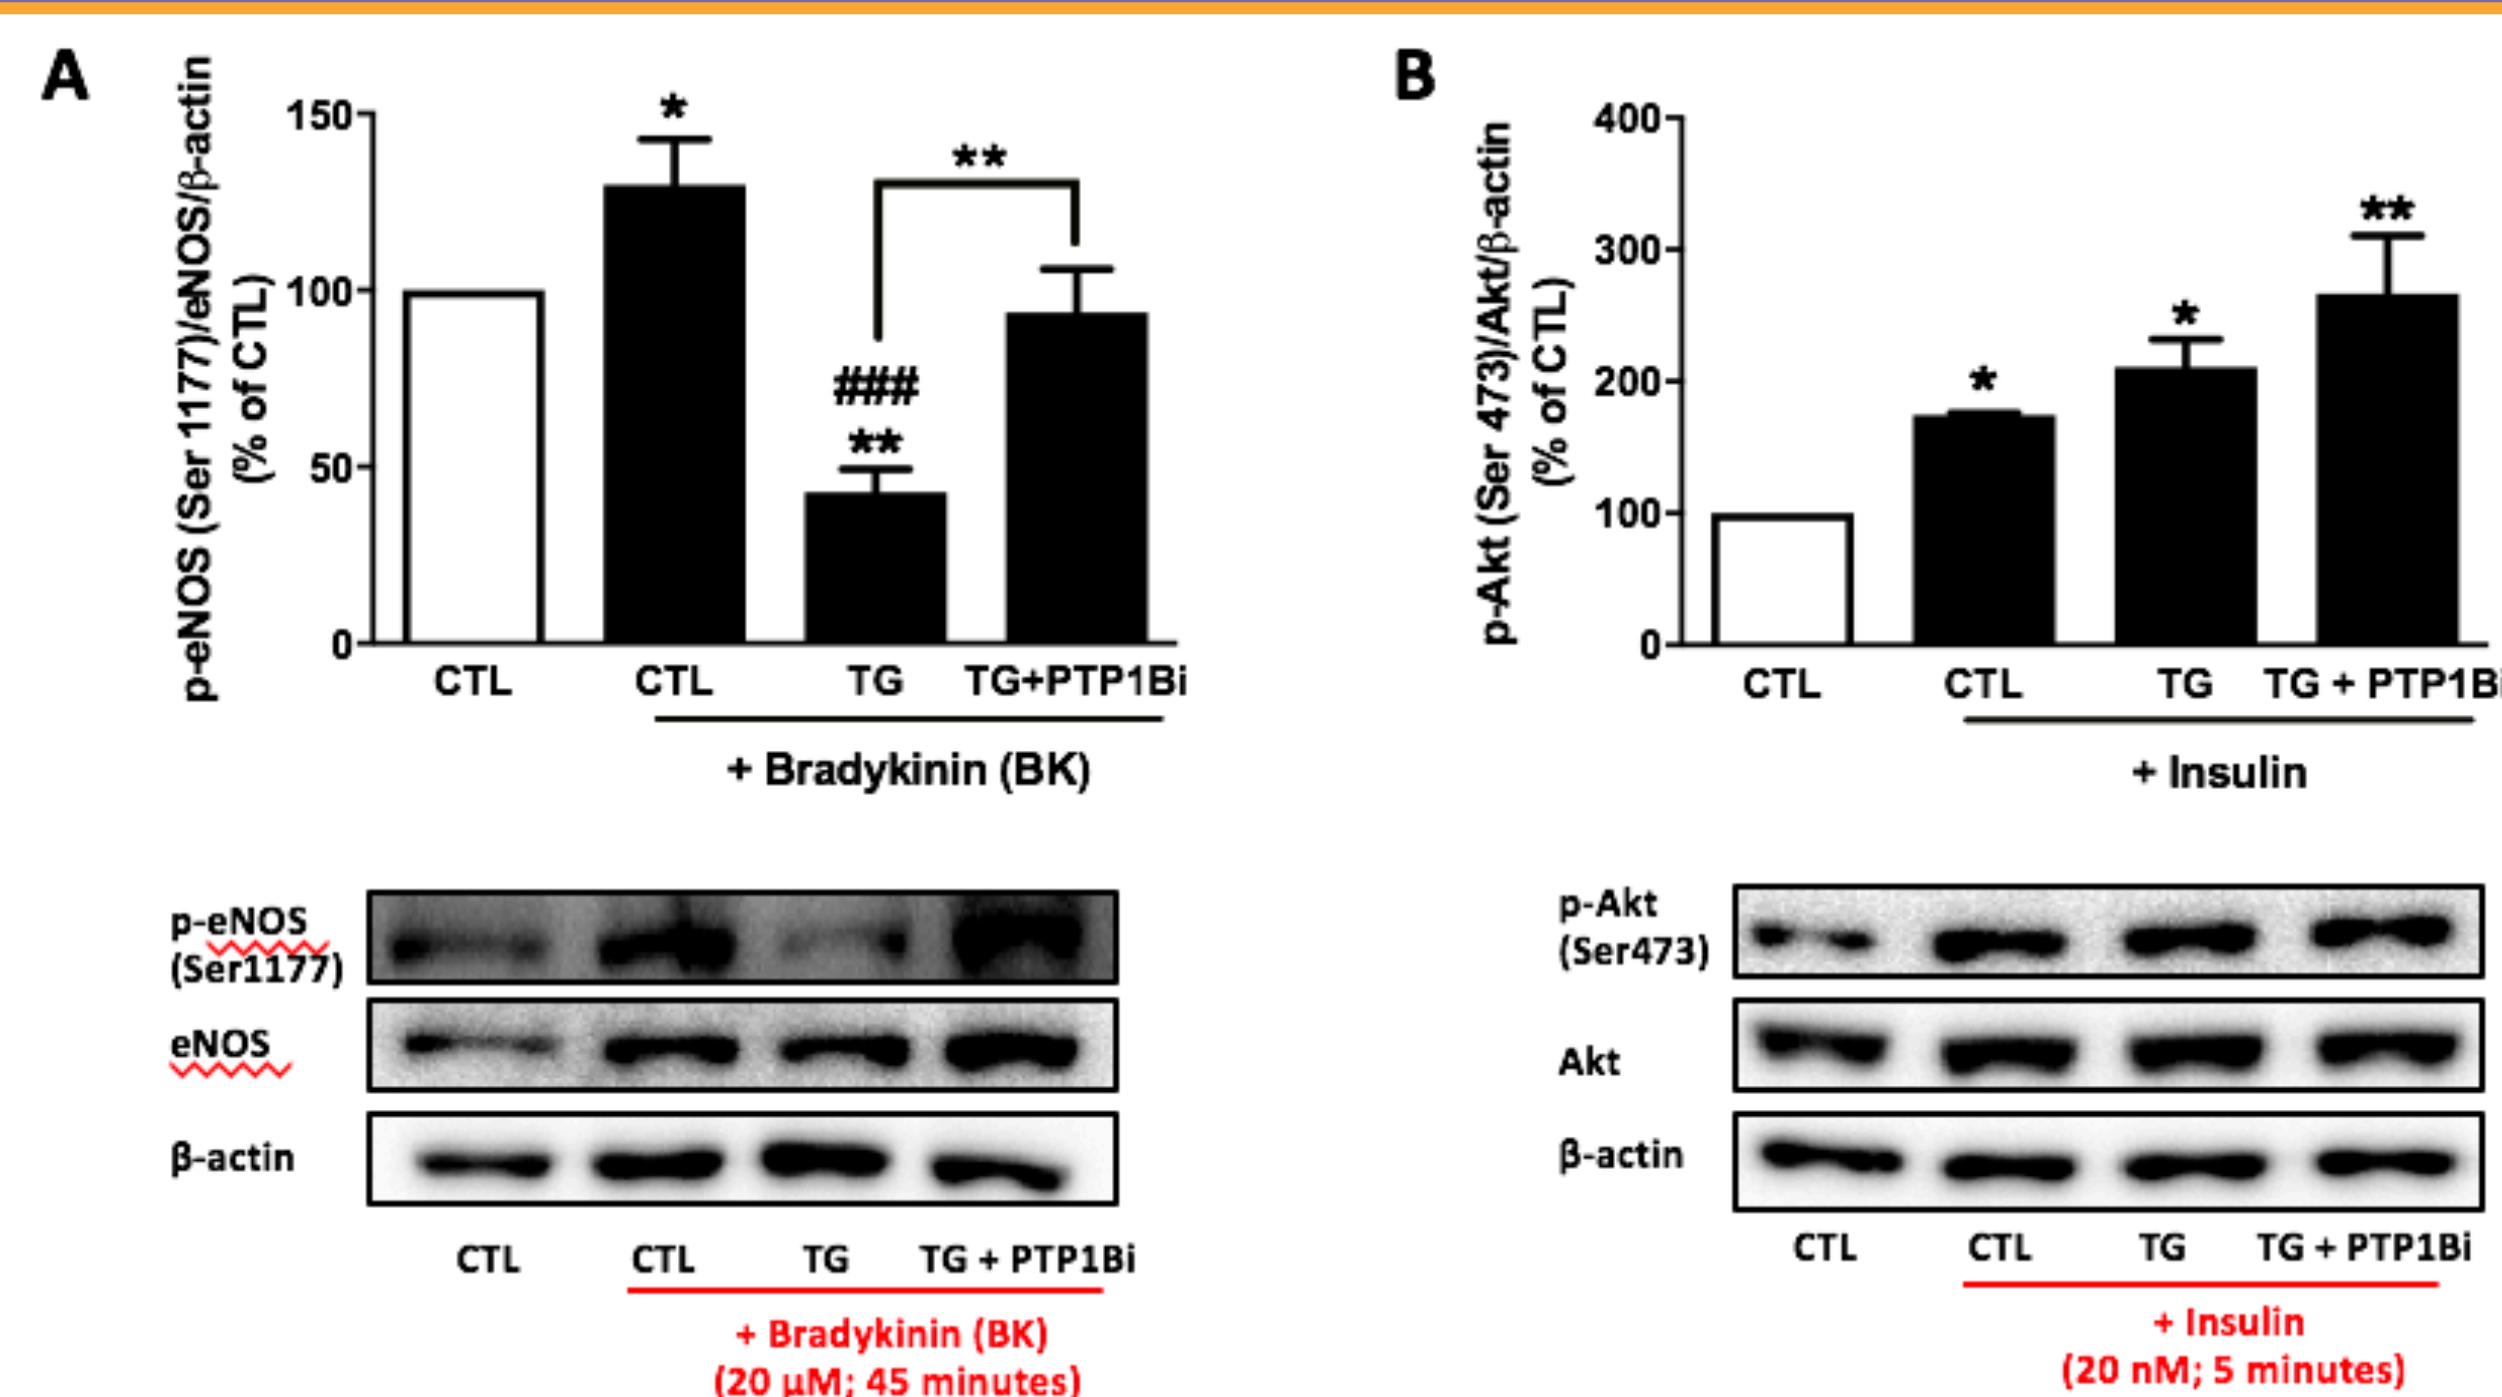 A
p-eNOS (Ser 1177)/eNOS/β-actin
(% of CTL)
150
100
50
0
*
###
**
**
CTL
CTL
TG
TG+PTP1Bi
+ Bradykinin (BK)
p-eNOS
(Ser1177)
eNOS
β-actin
CTL
CTL
TG
TG + PTP1Bi
+ Bradykinin (BK)
(20 µM; 45 minutes)
B
p-Akt (Ser 473)/Akt/β-actin
(% of CTL)
400
300
200
100
0
*
*
**
CTL
CTL
TG
TG + PTP1Bi
+ Insulin
p-Akt
(Ser473)
Akt
β-actin
CTL
CTL
TG
TG + PTP1Bi
+ Insulin
(20 nM; 5 minutes)